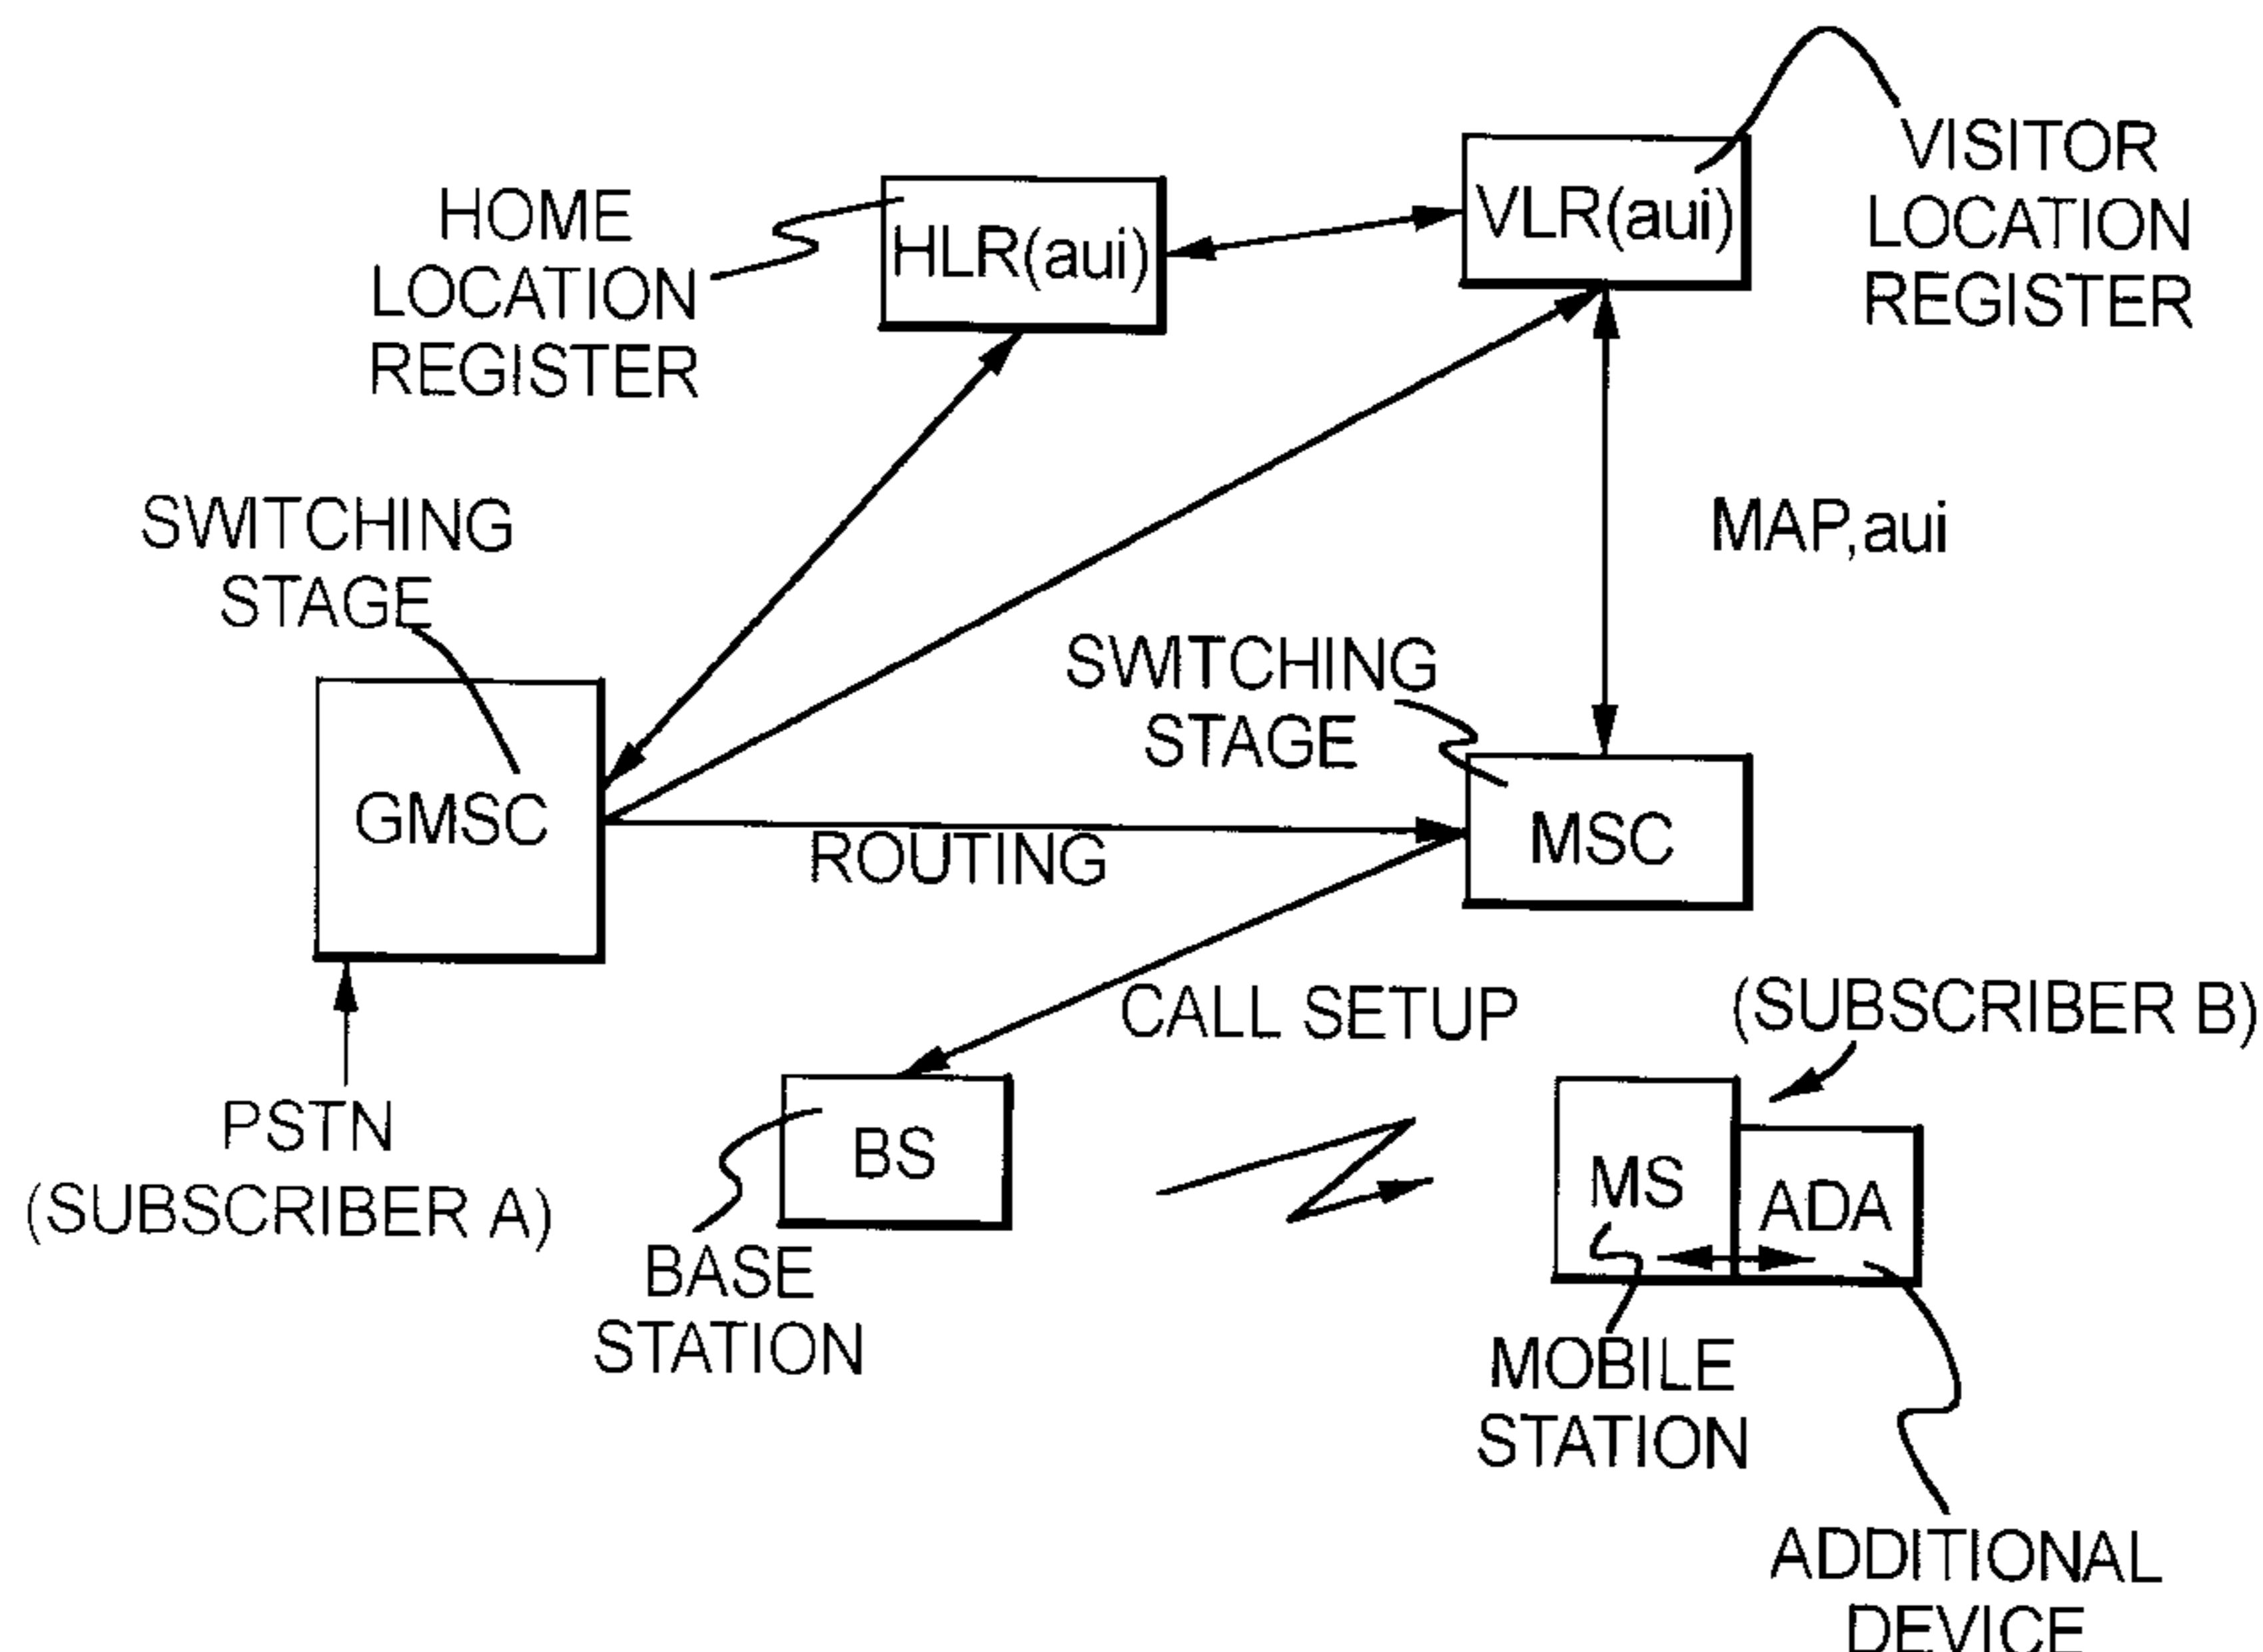 HOME
LOCATION
REGISTER
HLR(aui)
VLR(aui)
VISITOR
LOCATION
REGISTER
SWITCHING
STAGE
MAP,aui
SWITCHING
STAGE
GMSC
ROUTING
MSC
CALL SETUP
(SUBSCRIBER B)
PSTN
(SUBSCRIBER A)
BS
MS
ADA
BASE
STATION
MOBILE
STATION
ADDITIONAL
DEVICE